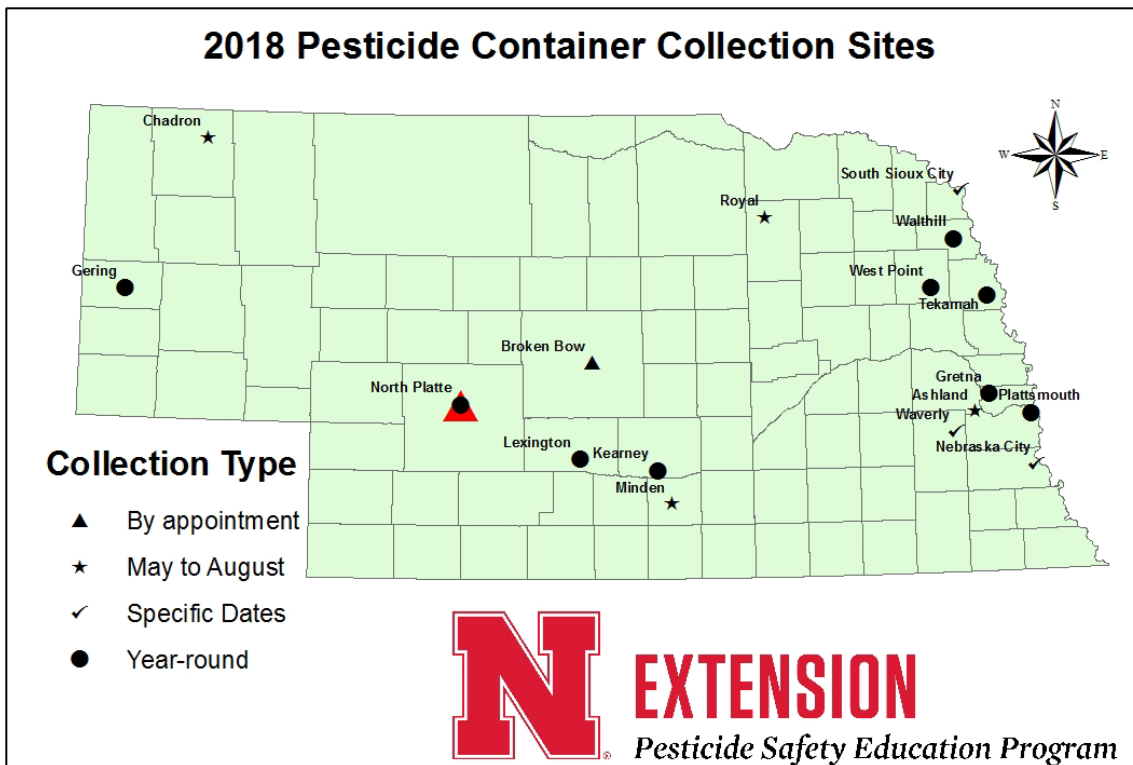 2018 Pesticide Container Collection Sites
N
W
E
S
Chadron
South Sioux City
Royal
Walthill
Gering
West Point
Tekamah
Broken Bow
North Platte
Gretna
Ashland
Plattsmouth
Waverly
Lexington
Kearney
Nebraska City
Minden
Collection Type
By appointment
May to August
Specific Dates
Year-round
N
EXTENSION
Pesticide Safety Education Program